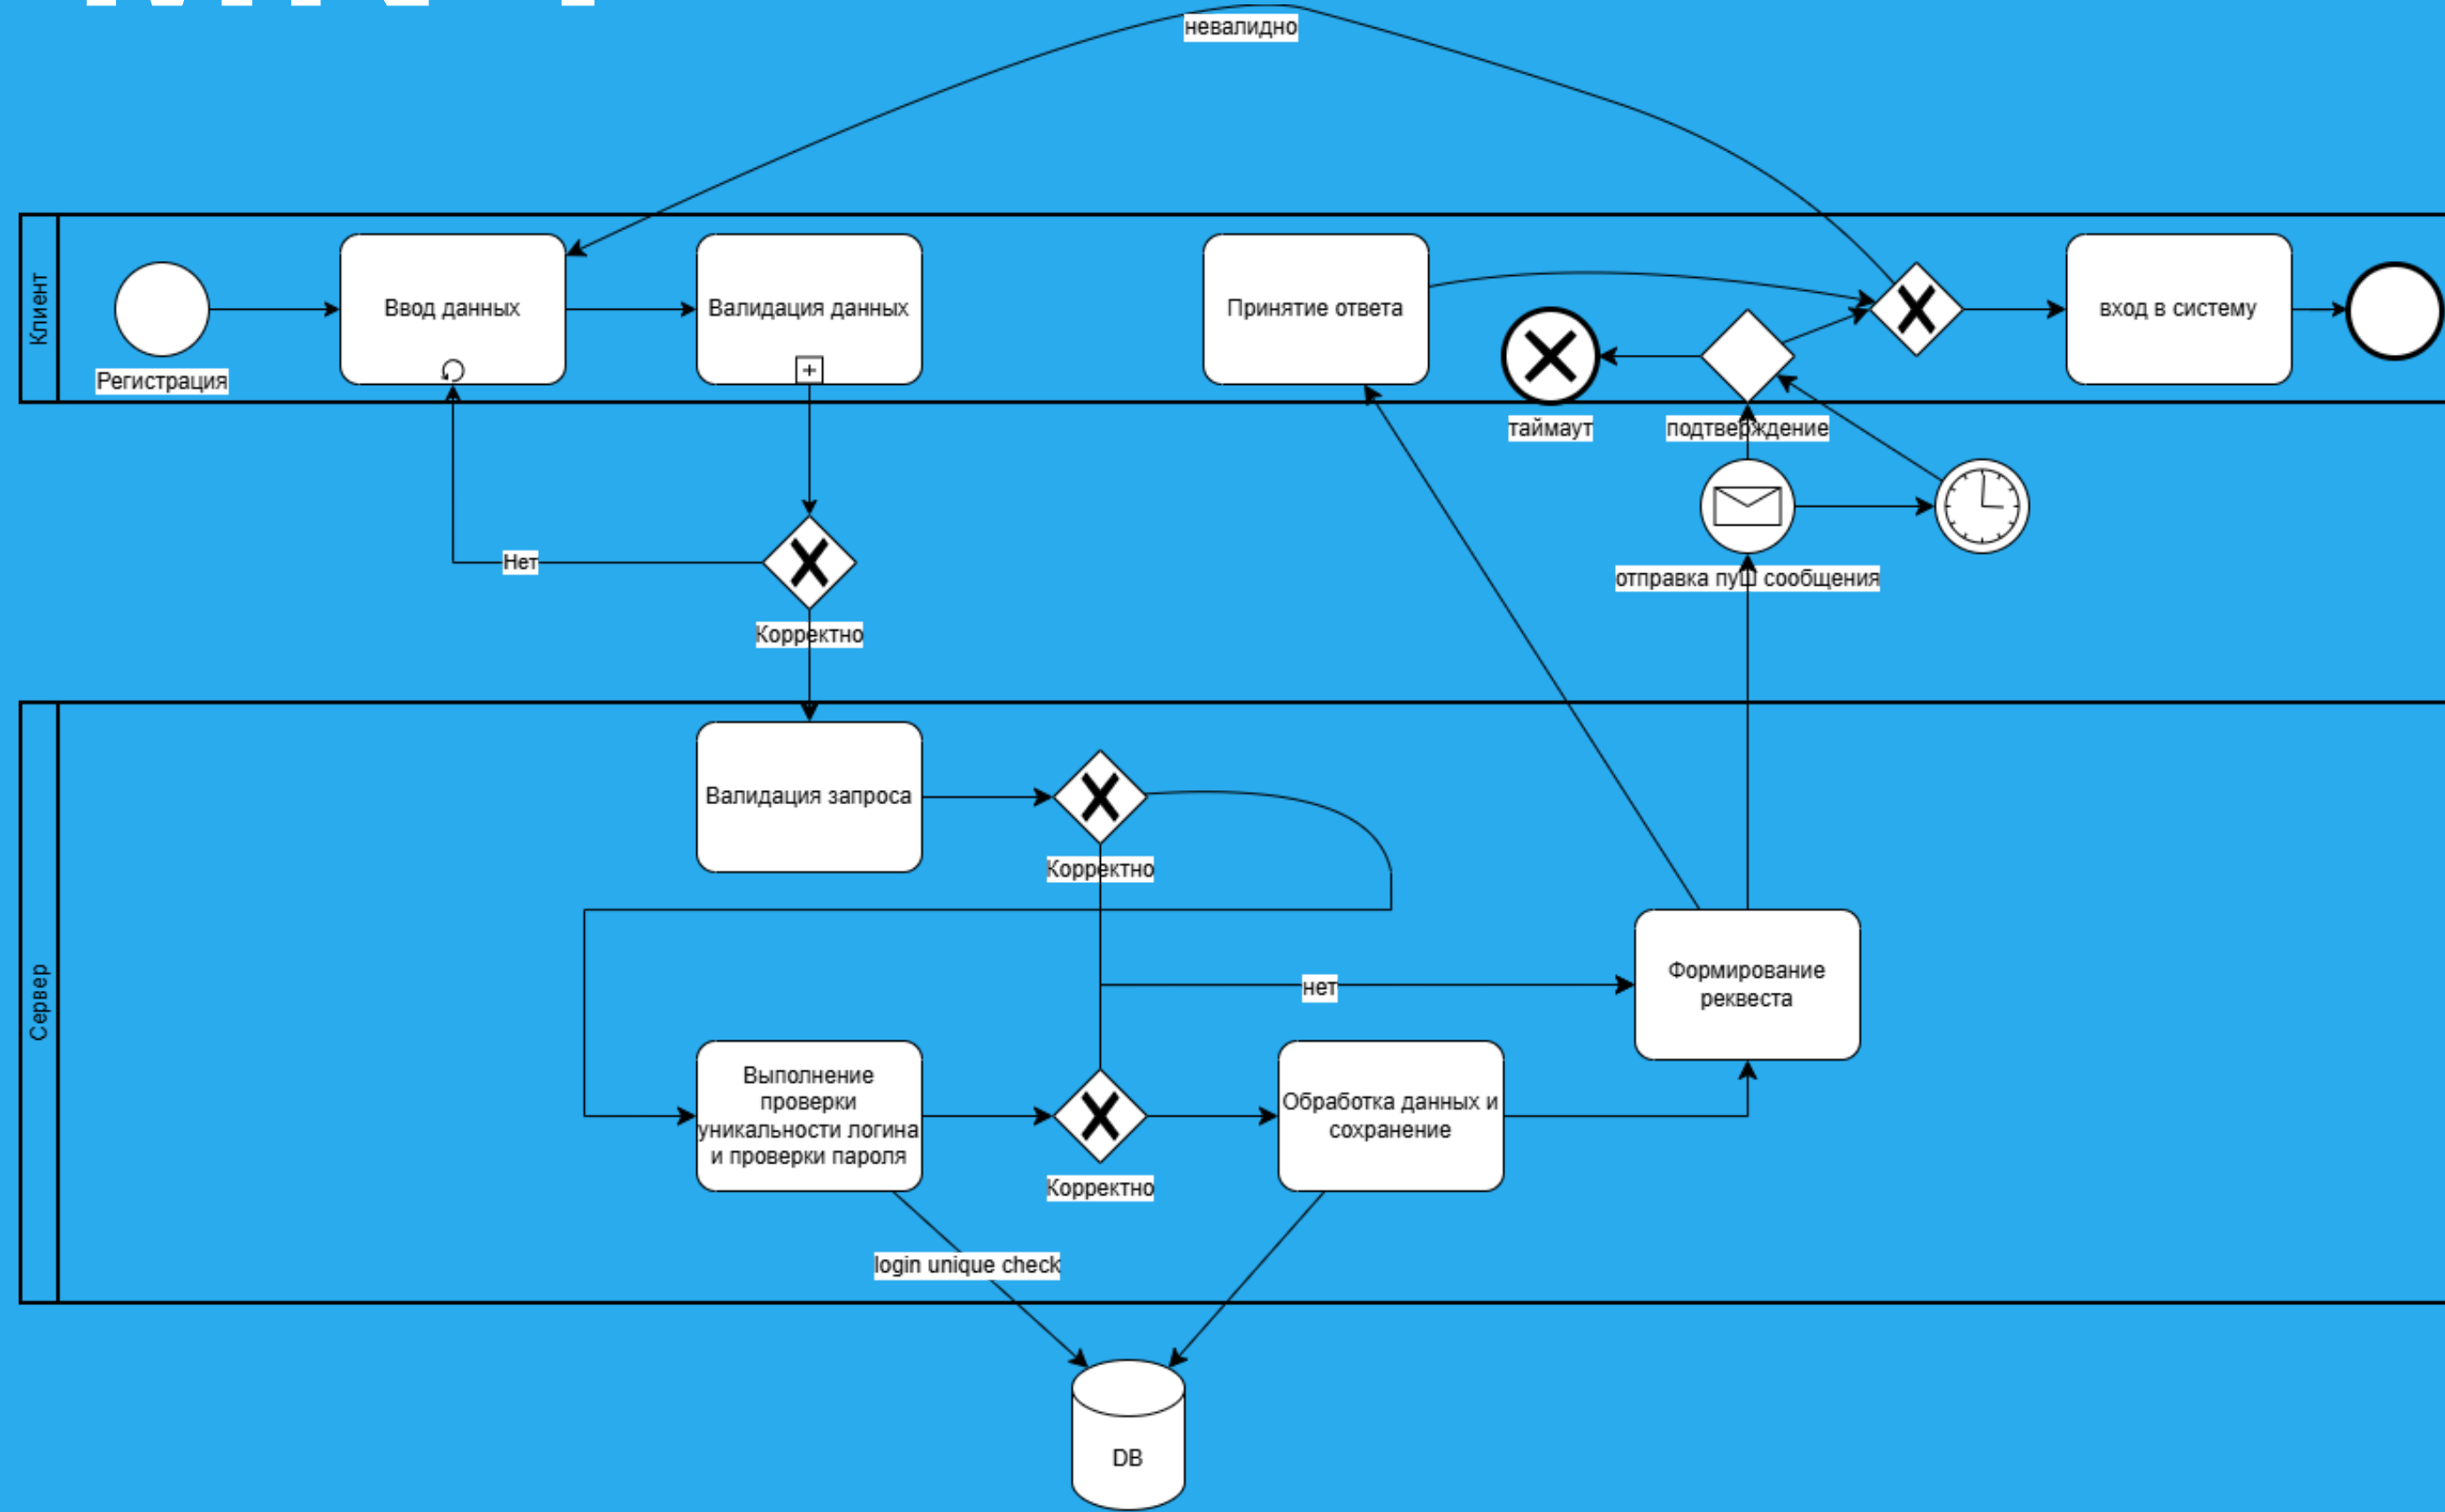 невалидно
Клиент
Регистрация
Ввод данных
Валидация данных
Принятие ответа
таймаут
подтверждение
вход в систему
отправка пуш сообщения
Нет
Корректно
Сервер
Валидация запроса
Корректно
нет
Формирование
реквеста
Выполнение
проверки
уникальности логина
и проверки пароля
Корректно
Обработка данных и
сохранение
login unique check
DB